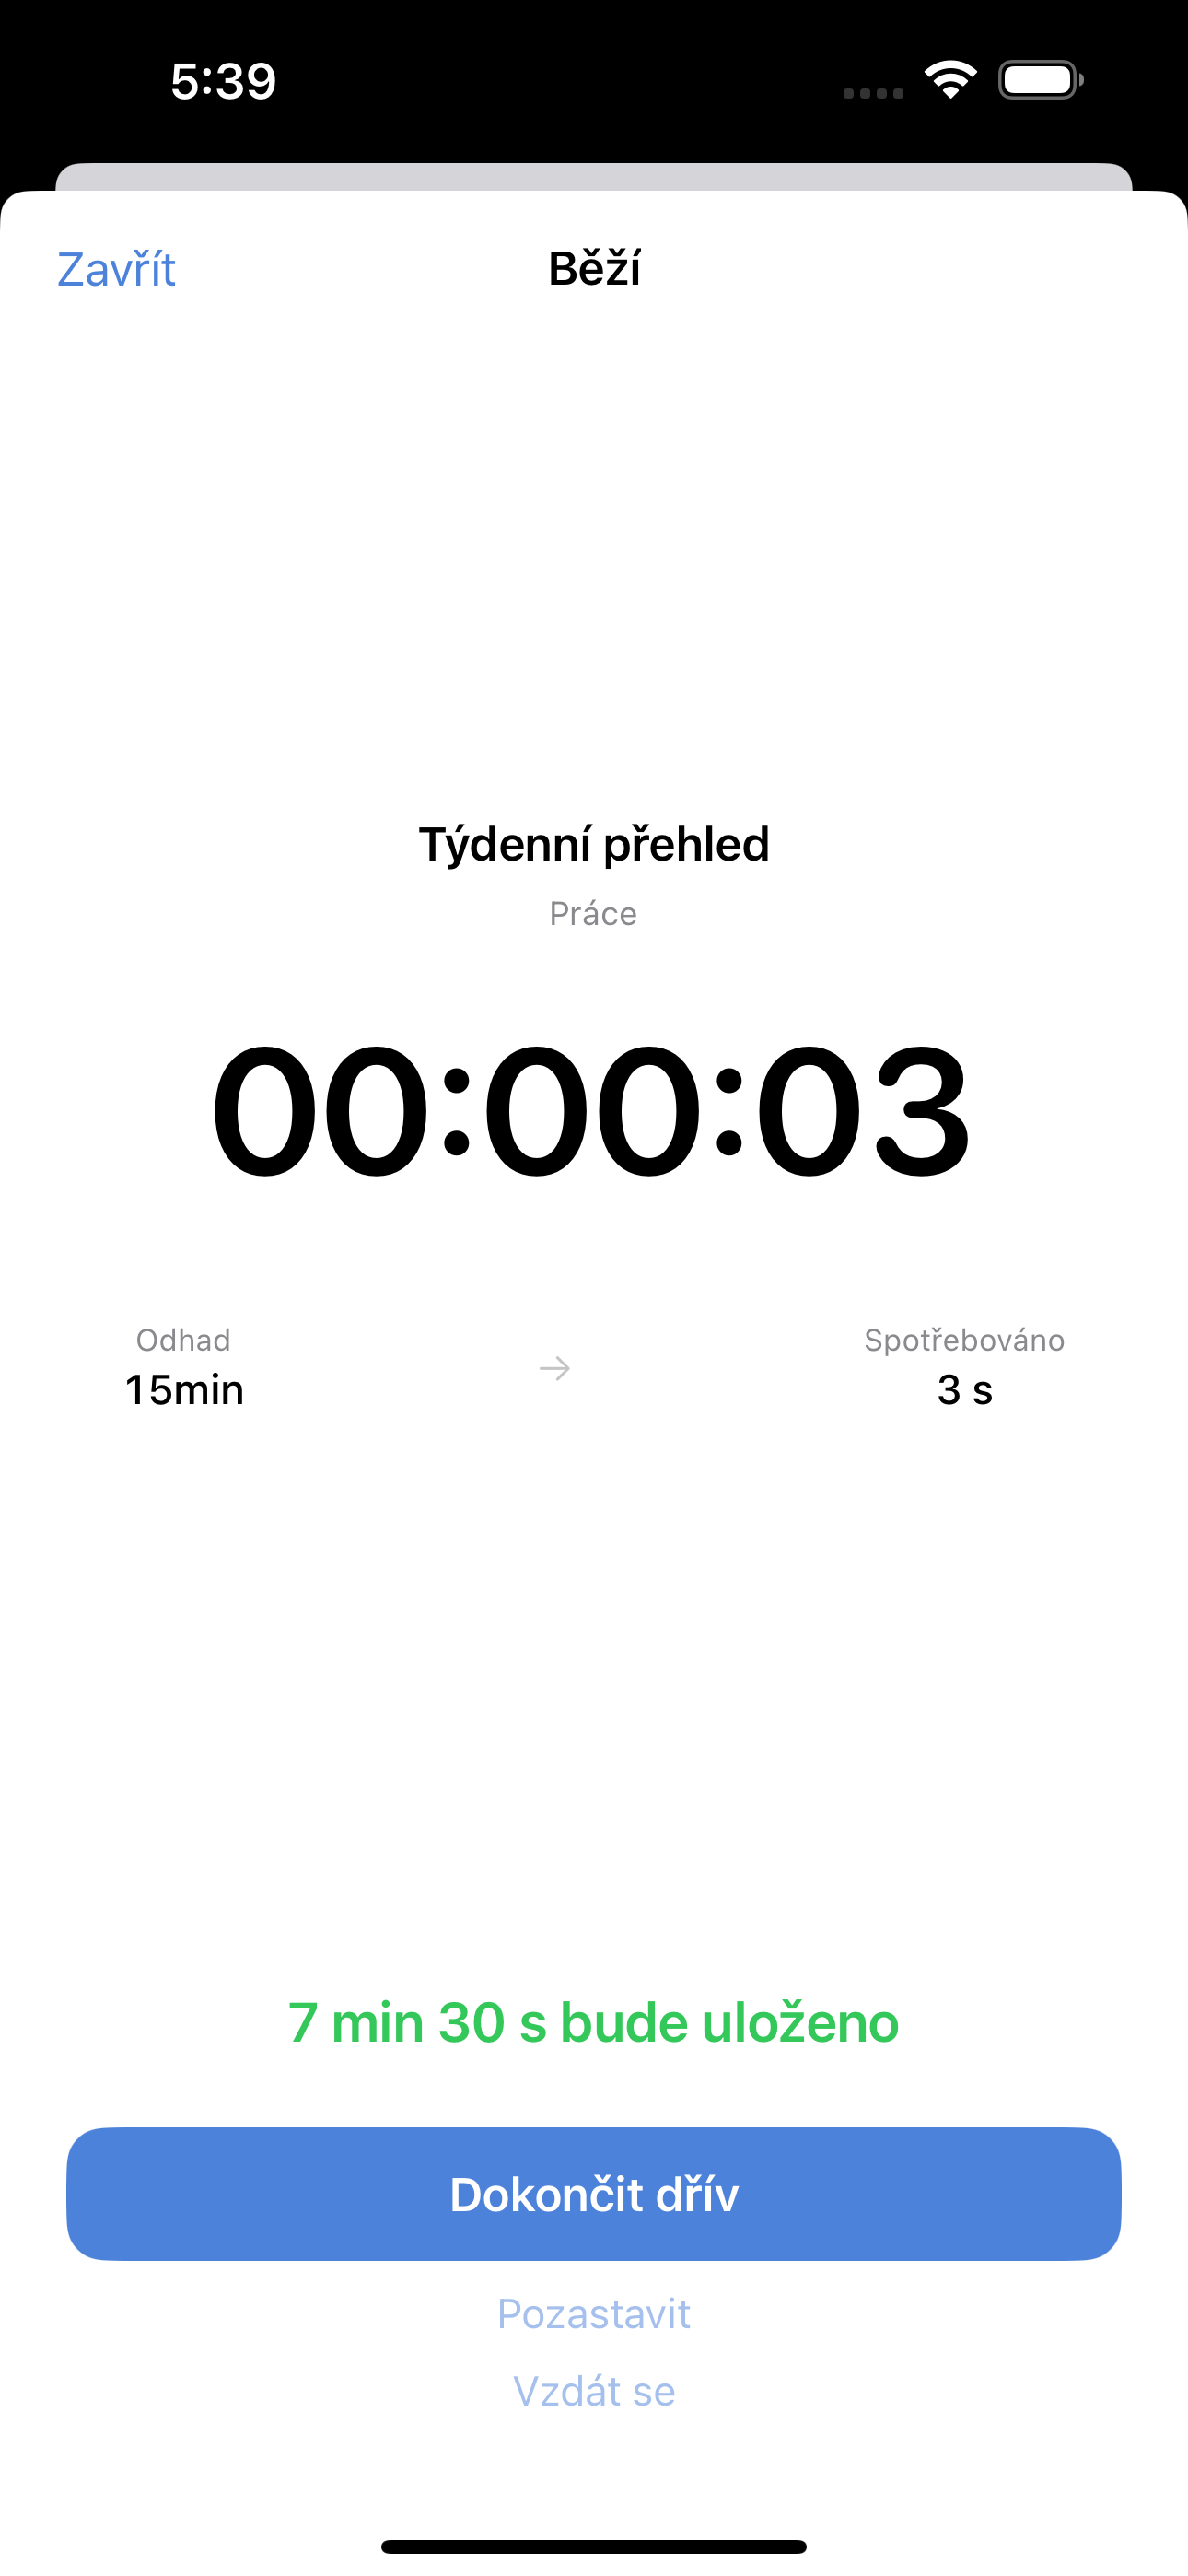 5:39
Zavřít
Běží
Týdenní přehled
Práce
00:00:03
Odhad
Spotřebováno
15min
→
3 s
7 min 30 s bude uloženo
Dokončit dřív
Pozastavit
Vzdát se